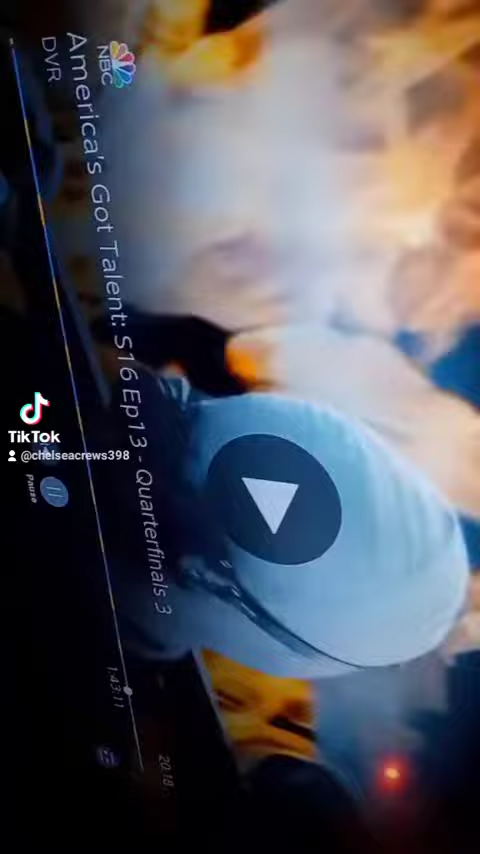 NBC
America's Got Talent: S16 Ep13 - Quarterfinals 3
DVR
TikTok
@chelseacrews398
Pause
1:43:11
20:18